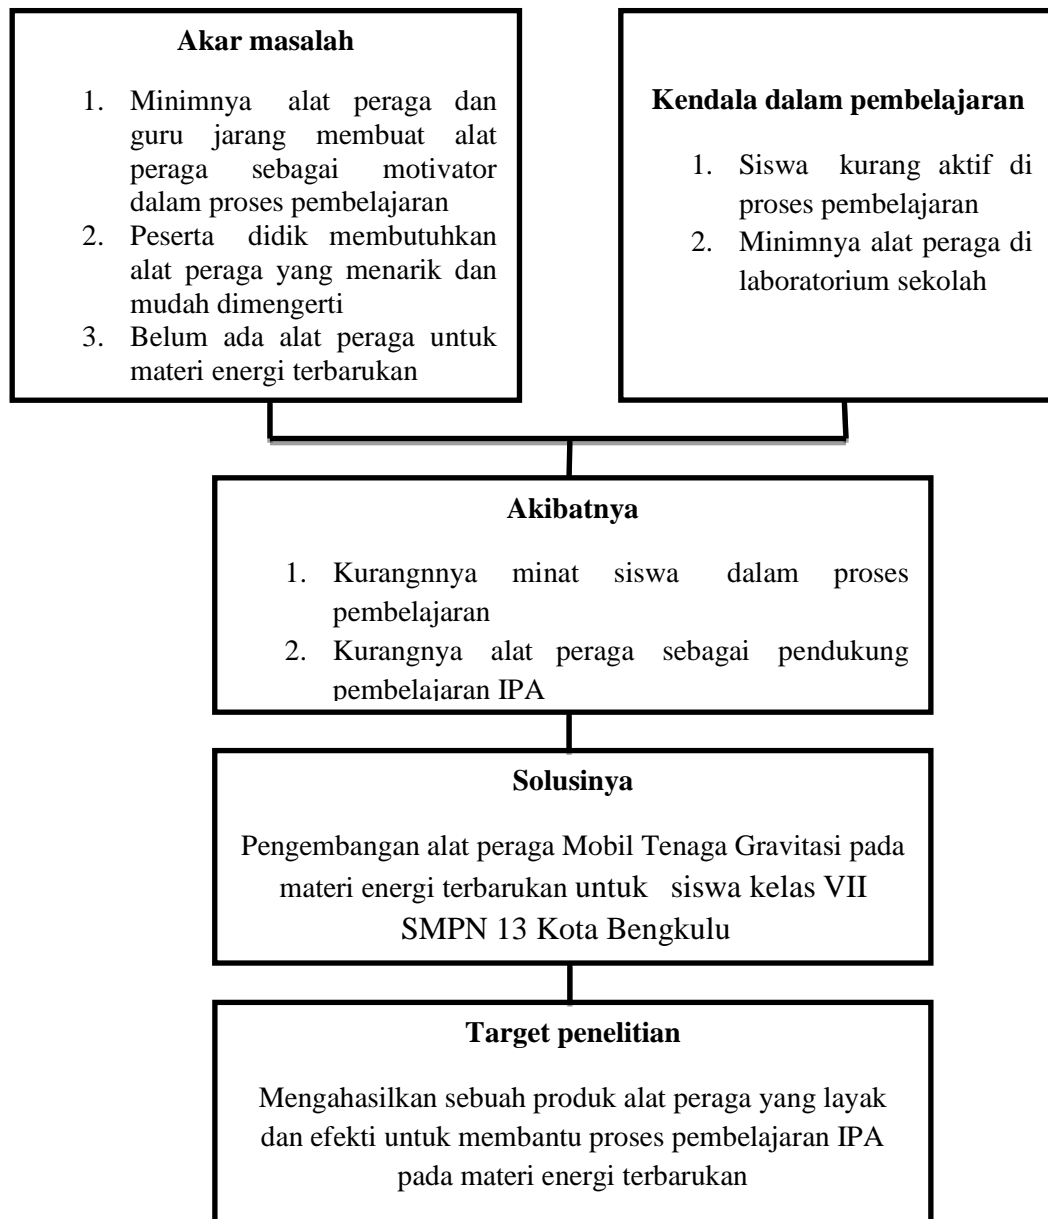 Akar masalah
1. Minimnya alat peraga dan
guru jarang membuat alat
peraga sebagai motivator
dalam proses pembelajaran
2. Peserta didik membutuhkan
alat peraga yang menarik dan
mudah dimengerti
3. Belum ada alat peraga untuk
materi energi terbarukan
Kendala dalam pembelajaran
1. Siswa kurang aktif di
proses pembelajaran
2. Minimnya alat peraga di
laboratorium sekolah
Akibatnya
1. Kurangnnya minat siswa dalam proses
pembelajaran
2. Kurangnya alat peraga sebagai pendukung
pembelajaran IPA
Solusinya
Pengembangan alat peraga Mobil Tenaga Gravitasi pada
materi energi terbarukan untuk siswa kelas VII
SMPN 13 Kota Bengkulu
Target penelitian
Mengahasilkan sebuah produk alat peraga yang layak
dan efekti untuk membantu proses pembelajaran IPA
pada materi energi terbarukan